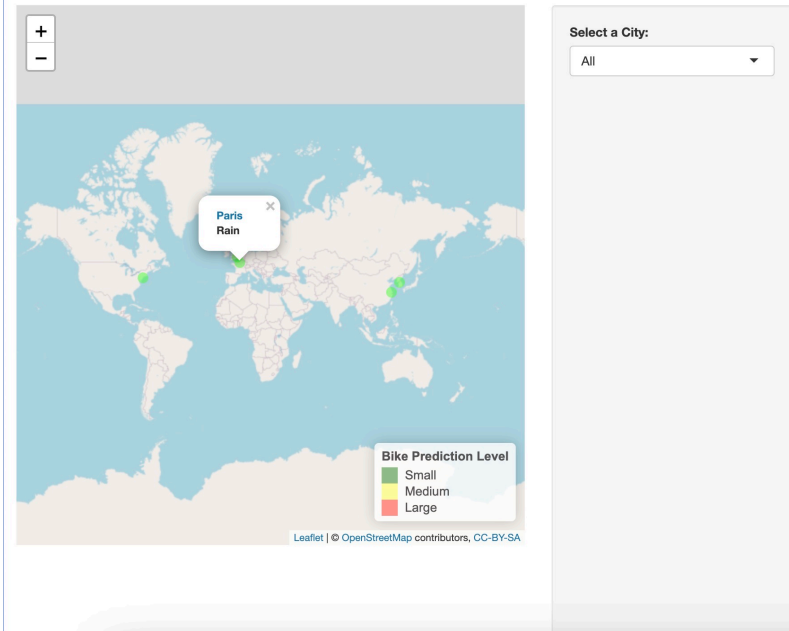 +
−
Select a City:
All
Paris
×
Rain
Bike Prediction Level
Small
Medium
Large
Leaflet | © OpenStreetMap contributors, CC-BY-SA